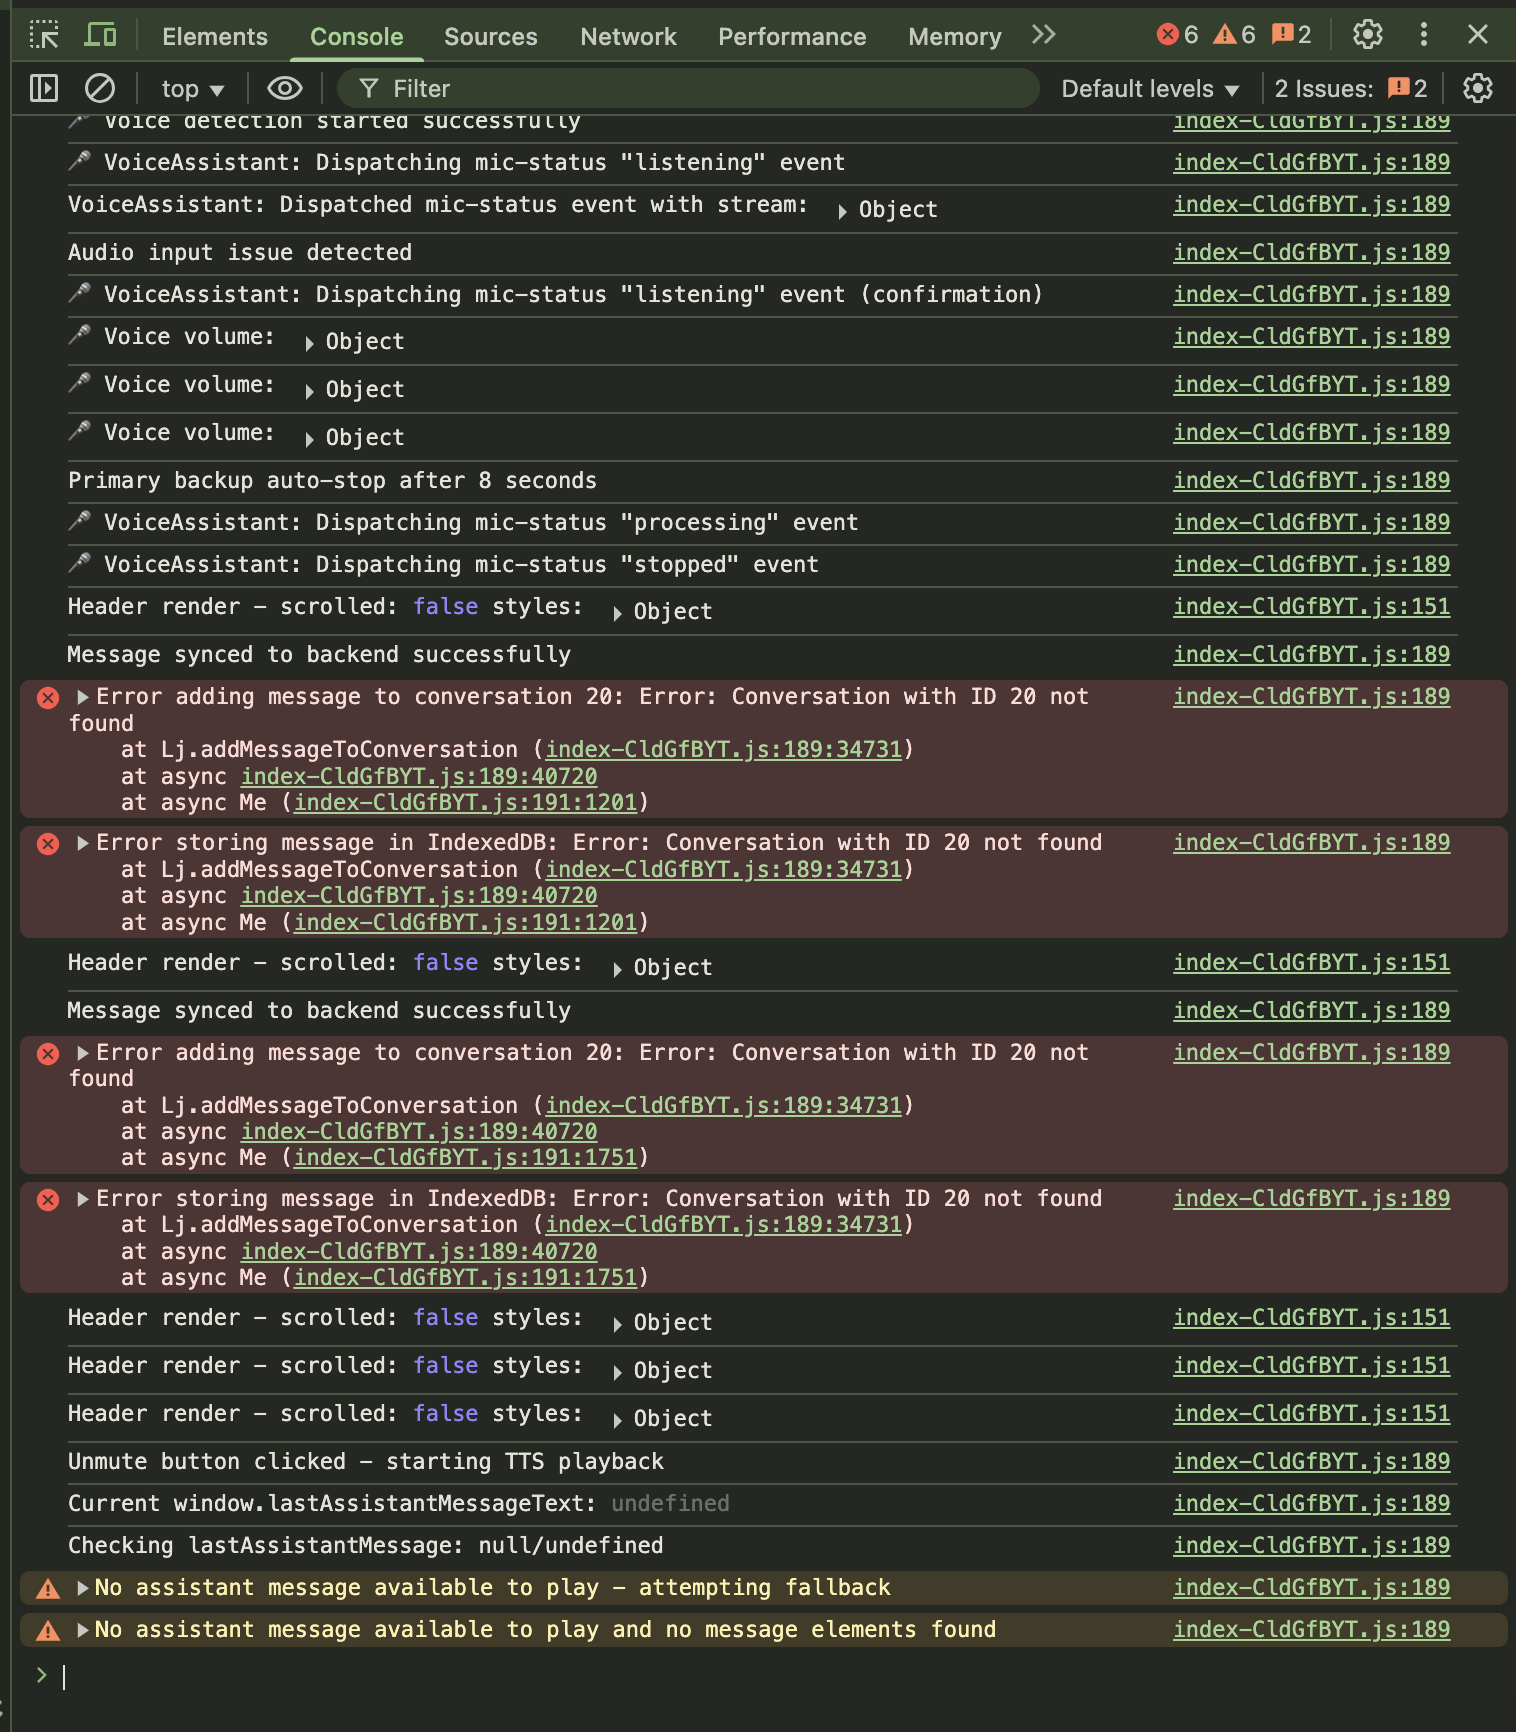 Elements Console Sources Network Performance Memory 6 6 2
top Filter Default levels 2 Issues: 2
Voice detection started successfully index-CldGfBYT.js:189
VoiceAssistant: Dispatching mic-status "listening" event index-CldGfBYT.js:189
VoiceAssistant: Dispatched mic-status event with stream: Object index-CldGfBYT.js:189
Audio input issue detected index-CldGfBYT.js:189
VoiceAssistant: Dispatching mic-status "listening" event (confirmation) index-CldGfBYT.js:189
Voice volume: Object index-CldGfBYT.js:189
Voice volume: Object index-CldGfBYT.js:189
Voice volume: Object index-CldGfBYT.js:189
Primary backup auto-stop after 8 seconds index-CldGfBYT.js:189
VoiceAssistant: Dispatching mic-status "processing" event index-CldGfBYT.js:189
VoiceAssistant: Dispatching mic-status "stopped" event index-CldGfBYT.js:189
Header render - scrolled: false styles: Object index-CldGfBYT.js:151
Message synced to backend successfully index-CldGfBYT.js:189
Error adding message to conversation 20: Error: Conversation with ID 20 not index-CldGfBYT.js:189
found
at Lj.addMessageToConversation (index-CldGfBYT.js:189:34731)
at async index-CldGfBYT.js:189:40720
at async Me (index-CldGfBYT.js:191:1201)
Error storing message in IndexedDB: Error: Conversation with ID 20 not found index-CldGfBYT.js:189
at Lj.addMessageToConversation (index-CldGfBYT.js:189:34731)
at async index-CldGfBYT.js:189:40720
at async Me (index-CldGfBYT.js:191:1201)
Header render - scrolled: false styles: Object index-CldGfBYT.js:151
Message synced to backend successfully index-CldGfBYT.js:189
Error adding message to conversation 20: Error: Conversation with ID 20 not index-CldGfBYT.js:189
found
at Lj.addMessageToConversation (index-CldGfBYT.js:189:34731)
at async index-CldGfBYT.js:189:40720
at async Me (index-CldGfBYT.js:191:1751)
Error storing message in IndexedDB: Error: Conversation with ID 20 not found index-CldGfBYT.js:189
at Lj.addMessageToConversation (index-CldGfBYT.js:189:34731)
at async index-CldGfBYT.js:189:40720
at async Me (index-CldGfBYT.js:191:1751)
Header render - scrolled: false styles: Object index-CldGfBYT.js:151
Header render - scrolled: false styles: Object index-CldGfBYT.js:151
Header render - scrolled: false styles: Object index-CldGfBYT.js:151
Unmute button clicked - starting TTS playback index-CldGfBYT.js:189
Current window.lastAssistantMessageText: undefined index-CldGfBYT.js:189
Checking lastAssistantMessage: null/undefined index-CldGfBYT.js:189
No assistant message available to play - attempting fallback index-CldGfBYT.js:189
No assistant message available to play and no message elements found index-CldGfBYT.js:189